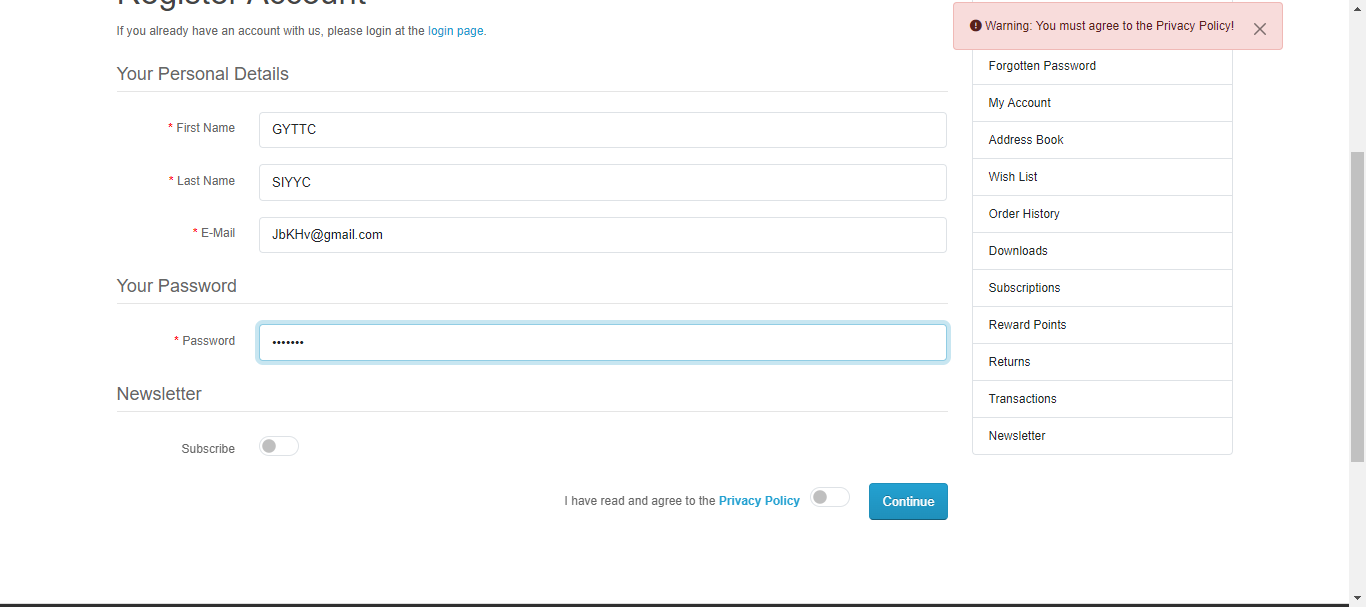 Register Account
Warning: You must agree to the Privacy Policy!
If you already have an account with us, please login at the login page.
Your Personal Details
* First Name
GYTTC
* Last Name
SIYYC
* E-Mail
JbKHv@gmail.com
Your Password
* Password
•••••••
Newsletter
Subscribe
I have read and agree to the Privacy Policy
Continue
Forgotten Password
My Account
Address Book
Wish List
Order History
Downloads
Subscriptions
Reward Points
Returns
Transactions
Newsletter